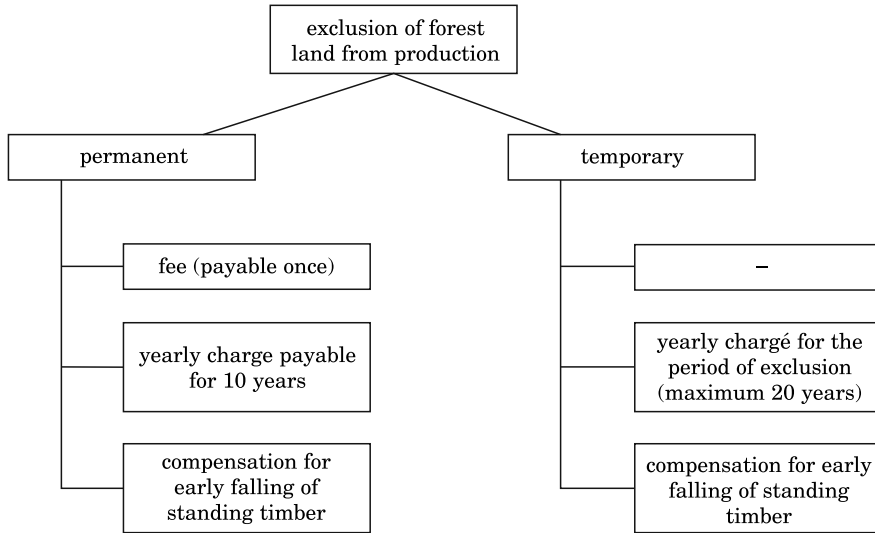 exclusion of forest
land from production
permanent
temporary
fee (payable once)
–
yearly charge payable
for 10 years
yearly chargé for the
period of exclusion
(maximum 20 years)
compensation for
early falling of
standing timber
compensation for early
falling of standing
timber